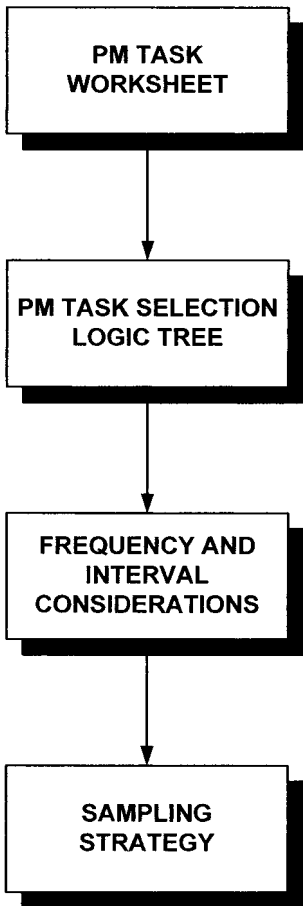 PM TASK
WORKSHEET
PM TASK SELECTION
LOGIC TREE
FREQUENCY AND
INTERVAL
CONSIDERATIONS
SAMPLING
STRATEGY